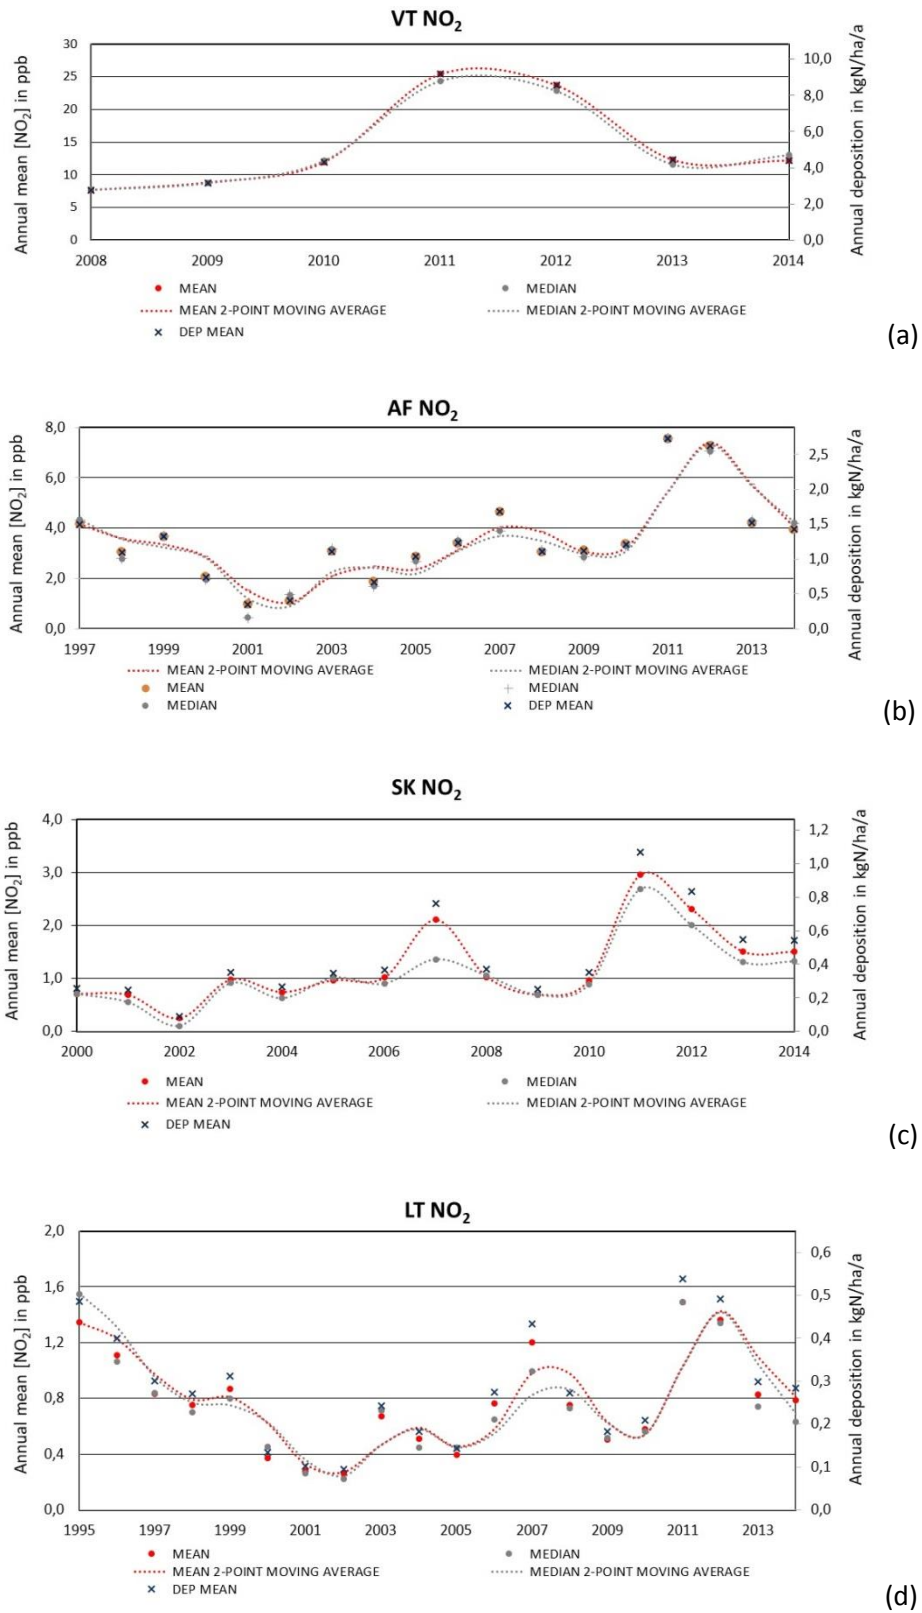 VT NO₂
Annual mean [NO₂] in ppb
30
25
20
15
10
5
0
10,0
8,0
6,0
4,0
2,0
0,0
Annual deposition in kgN/ha/a
2008 2009 2010 2011 2012 2013 2014
MEAN MEDIAN
MEAN 2-POINT MOVING AVERAGE MEDIAN 2-POINT MOVING AVERAGE
DEP MEAN
(a)
AF NO₂
Annual mean [NO₂] in ppb
8,0
6,0
4,0
2,0
0,0
2,5
2,0
1,5
1,0
0,5
0,0
Annual deposition in kgN/ha/a
1997 1999 2001 2003 2005 2007 2009 2011 2013
MEAN 2-POINT MOVING AVERAGE MEDIAN 2-POINT MOVING AVERAGE
MEAN MEDIAN
MEDIAN DEP MEAN
(b)
SK NO₂
Annual mean [NO₂] in ppb
4,0
3,0
2,0
1,0
0,0
1,2
1,0
0,8
0,6
0,4
0,2
0,0
Annual deposition in kgN/ha/a
2000 2002 2004 2006 2008 2010 2012 2014
MEAN MEDIAN
MEAN 2-POINT MOVING AVERAGE MEDIAN 2-POINT MOVING AVERAGE
DEP MEAN
(c)
LT NO₂
Annual mean [NO₂] in ppb
2,0
1,6
1,2
0,8
0,4
0,0
0,6
0,5
0,4
0,3
0,2
0,1
0,0
Annual deposition in kgN/ha/a
1995 1997 1999 2001 2003 2005 2007 2009 2011 2013
MEAN MEDIAN
MEAN 2-POINT MOVING AVERAGE MEDIAN 2-POINT MOVING AVERAGE
DEP MEAN
(d)